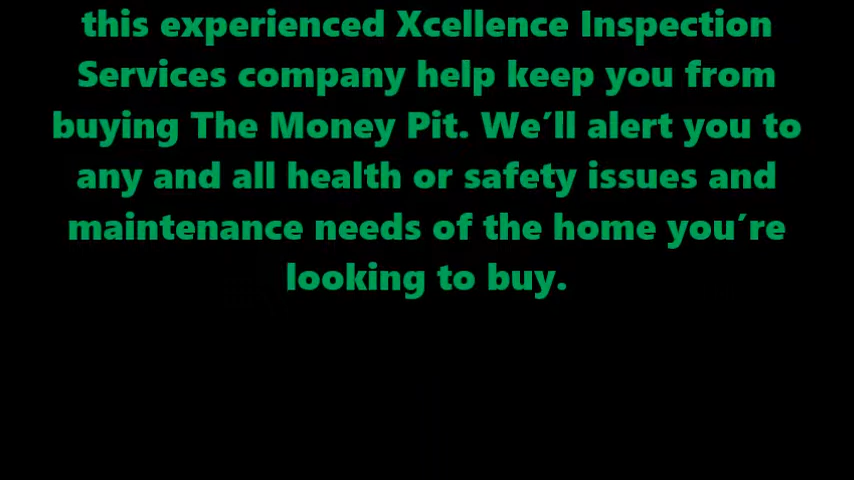 this experienced Xcellence Inspection
Services company help keep you from
buying The Money Pit. We’ll alert you to
any and all health or safety issues and
maintenance needs of the home you’re
looking to buy.